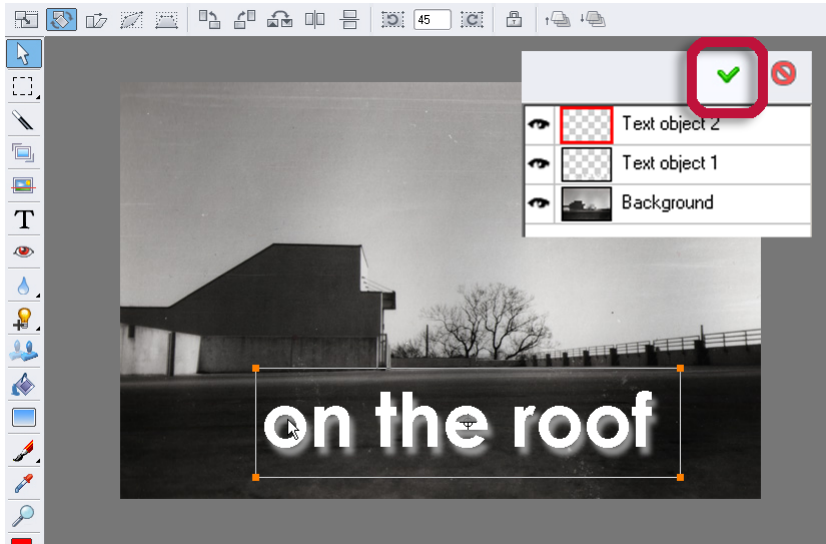 45
Text object 2
Text object 1
Background
T
on the roof